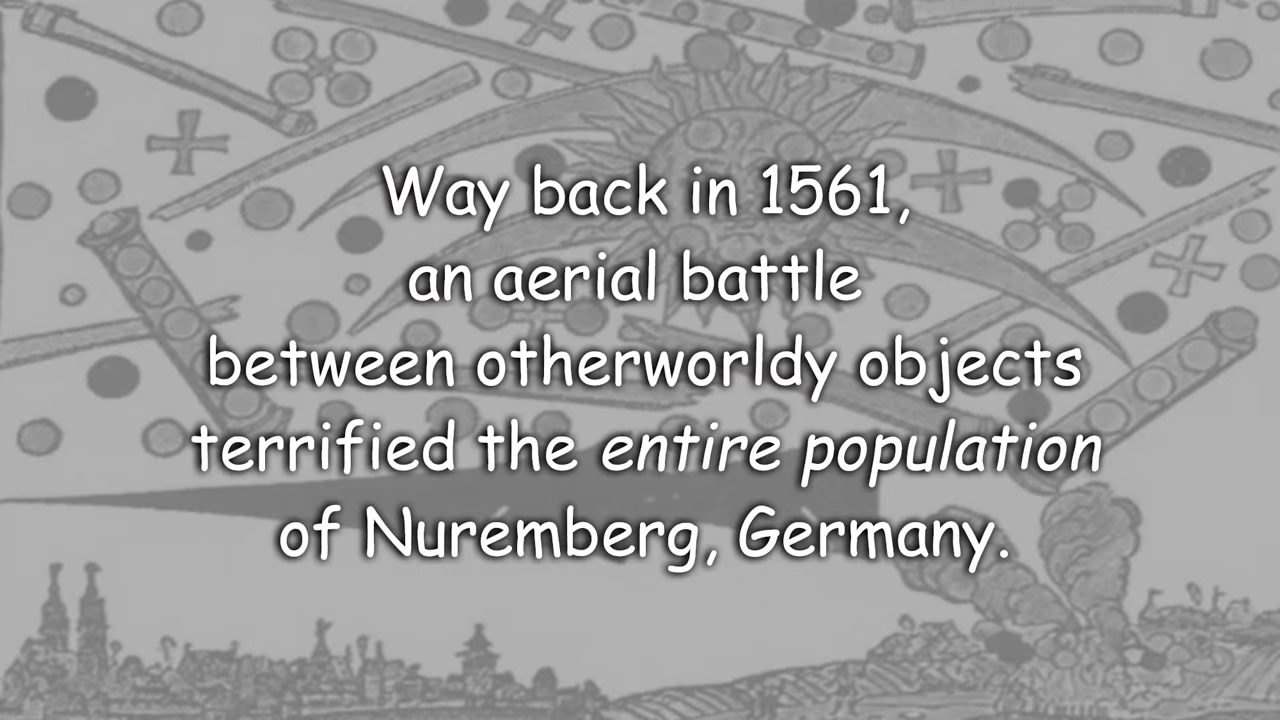 Way back in 1561,
an aerial battle
between otherworldy objects
terrified the entire population
of Nuremberg, Germany.